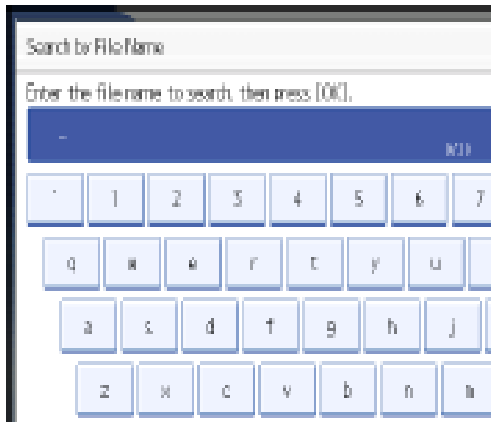 Search by File Name
Enter the file name to search, then press [OK].
` 1 2 3 4 5 6 7
q w e r t y u
a s d f g h j
z x c v b n m